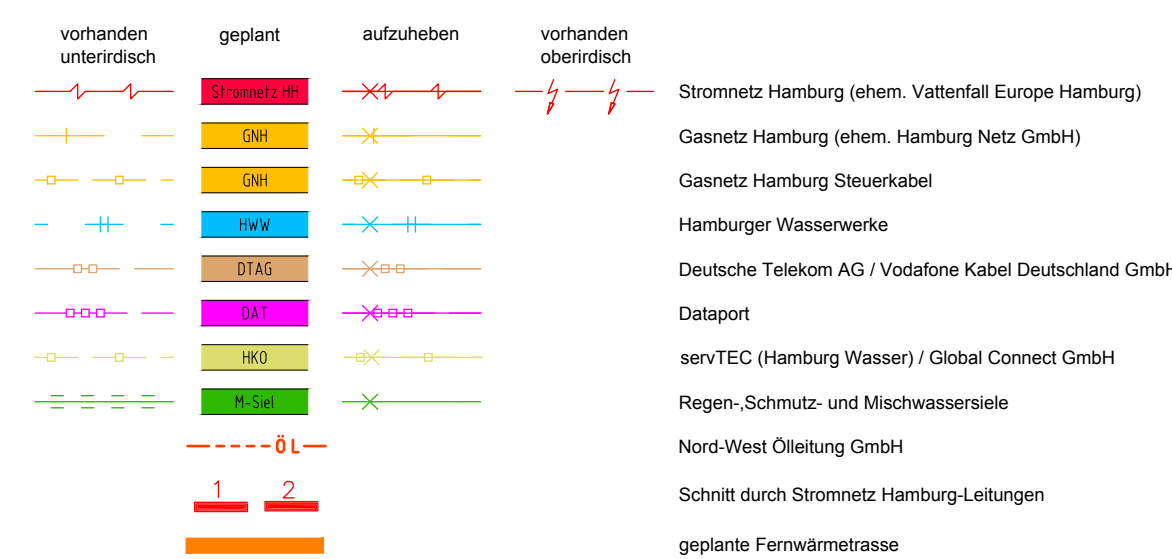 vorhanden
unterirdisch
geplant
aufzuheben
vorhanden
oberirdisch
Stromnetz HH
Stromnetz Hamburg (ehem. Vattenfall Europe Hamburg)
GNH
Gasnetz Hamburg (ehem. Hamburg Netz GmbH)
GNH
Gasnetz Hamburg Steuerkabel
HWW
Hamburger Wasserwerke
DTAG
Deutsche Telekom AG / Vodafone Kabel Deutschland GmbH
DAT
Dataport
HKO
servTEC (Hamburg Wasser) / Global Connect GmbH
M-Siel
Regen-,Schmutz- und Mischwassersiele
ÖL
Nord-West Ölleitung GmbH
1 2
Schnitt durch Stromnetz Hamburg-Leitungen
geplante Fernwärmetrasse